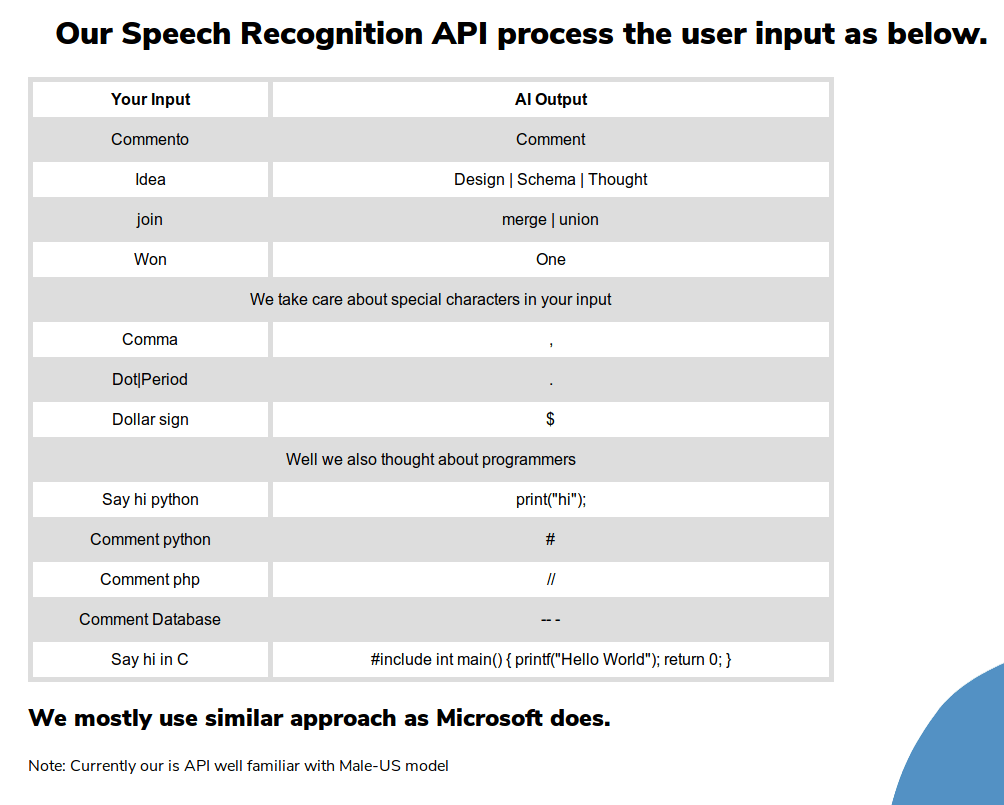 Our Speech Recognition API process the user input as below.
Your Input AI Output
Commento Comment
Idea Design | Schema | Thought
join merge | union
Won One
We take care about special characters in your input
Comma ,
Dot|Period .
Dollar sign $
Well we also thought about programmers
Say hi python print("hi");
Comment python #
Comment php //
Comment Database -- -
Say hi in C #include int main() { printf("Hello World"); return 0; }
We mostly use similar approach as Microsoft does.
Note: Currently our is API well familiar with Male-US model